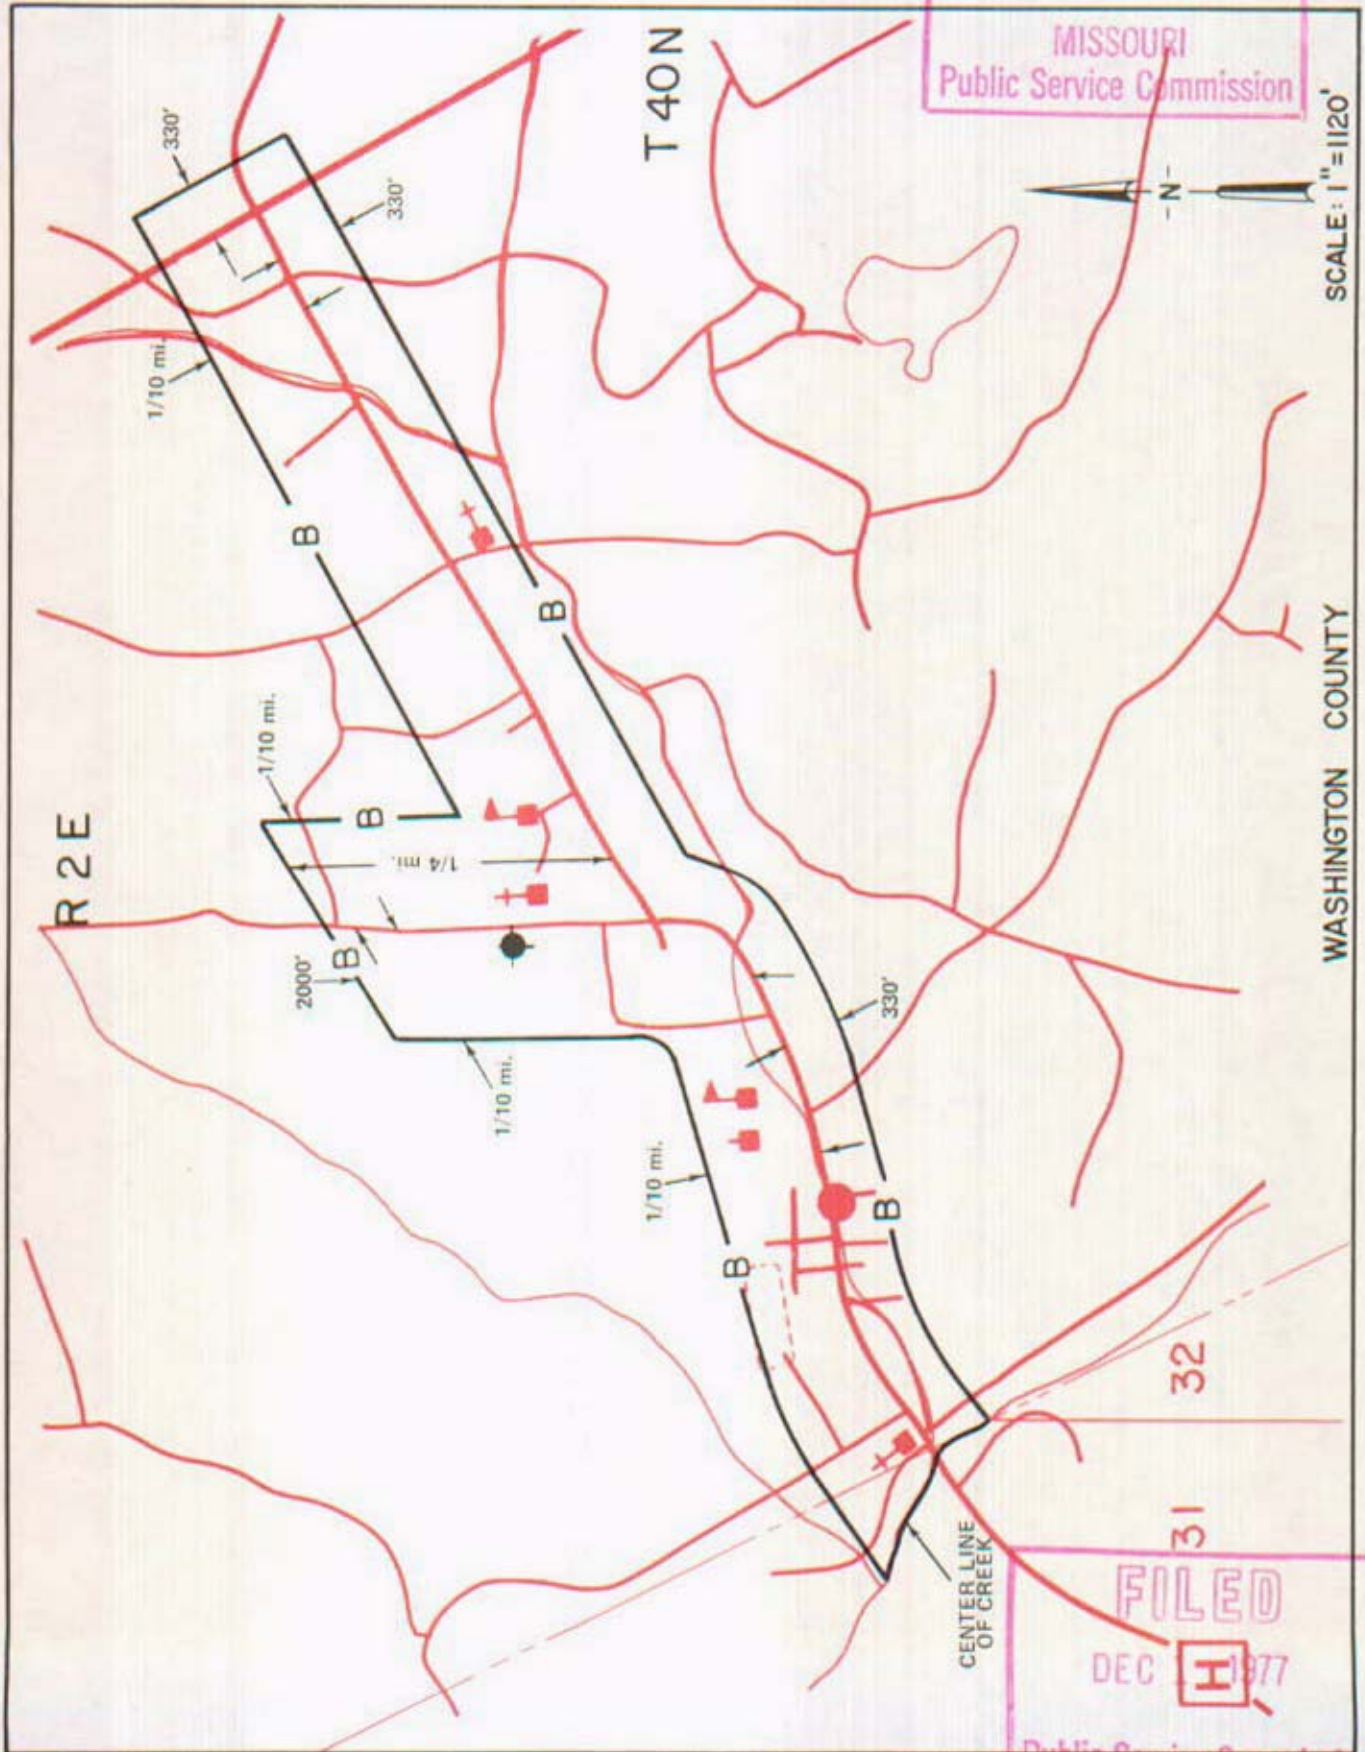 MISSOURI
Public Service Commission
T 40N
330'
330'
1/10 mi.
-N-
SCALE: 1"=1120'
B
B
1/10 mi.
B
R 2 E
1/4 mi.
B
2000'
1/10 mi.
330'
1/10 mi.
B
B
WASHINGTON COUNTY
32
31
CENTER LINE
OF CREEK
FILED
DEC 1977
H
Public Service